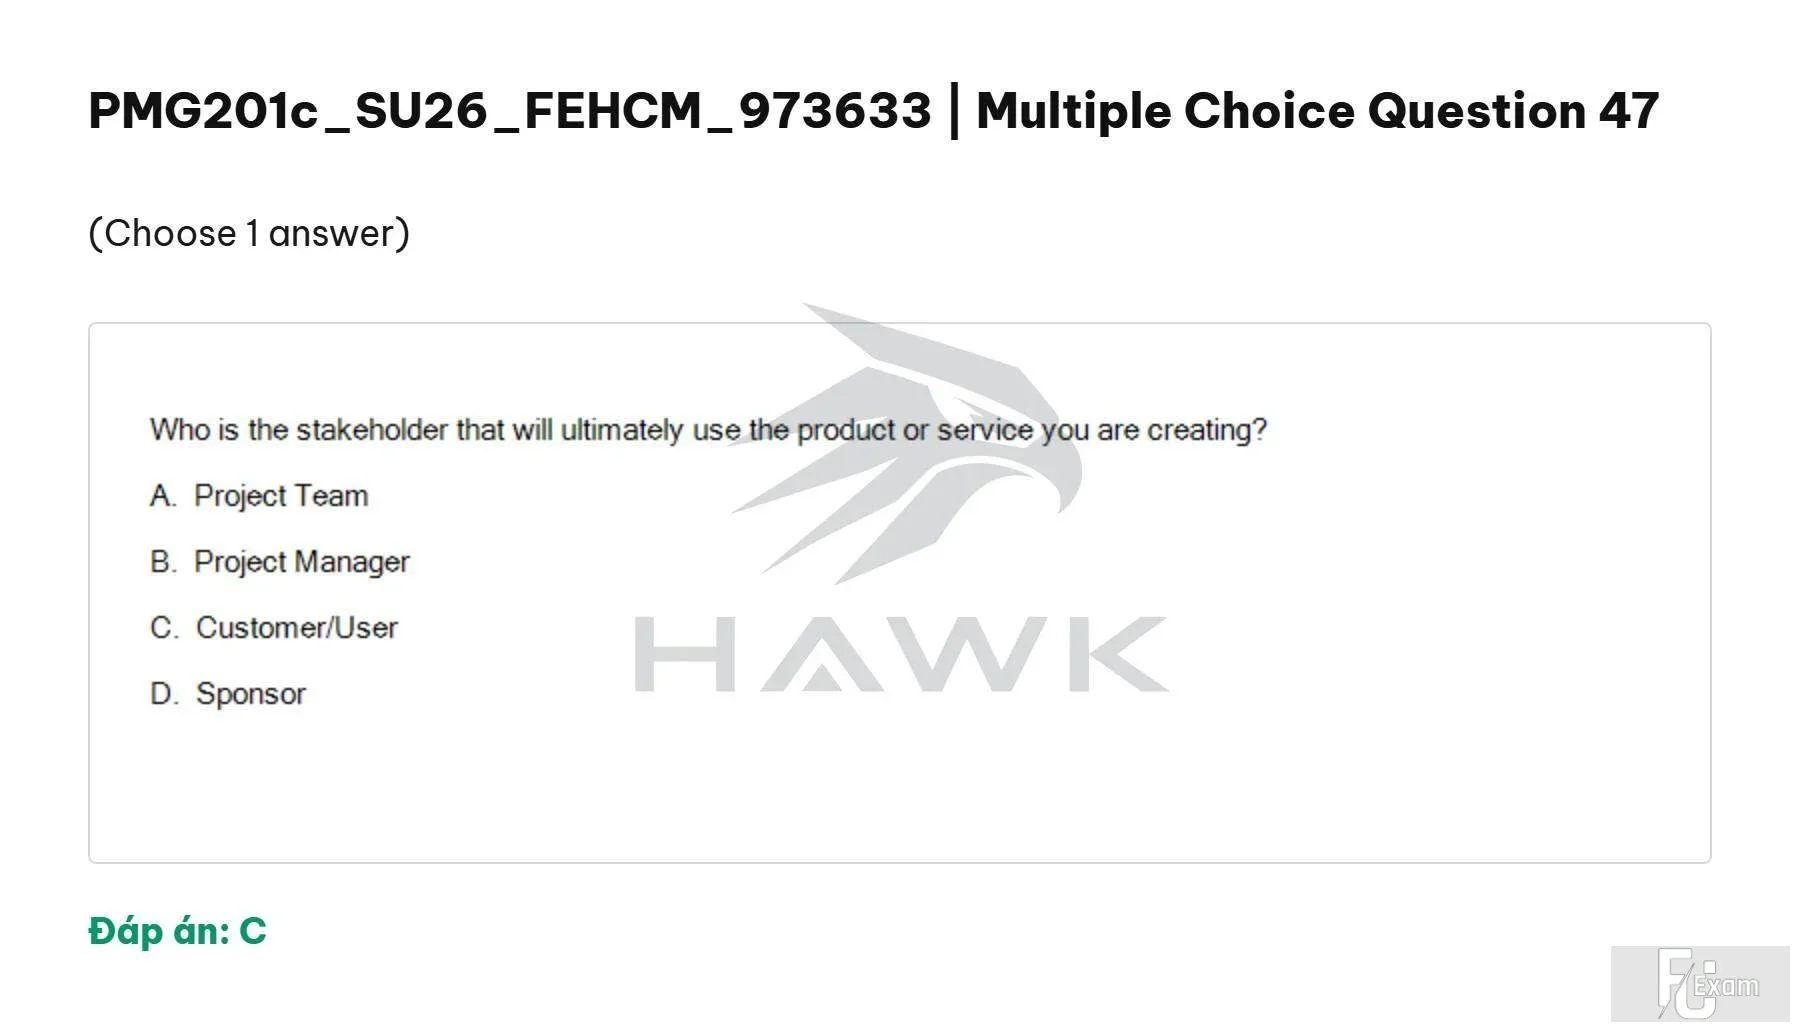 PMG201c_SU26_FEHCM_973633 | Multiple Choice Question 47
(Choose 1 answer)
Who is the stakeholder that will ultimately use the product or service you are creating?
A. Project Team
B. Project Manager
C. Customer/User
D. Sponsor
HAWK
Đáp án: C
FU Exam